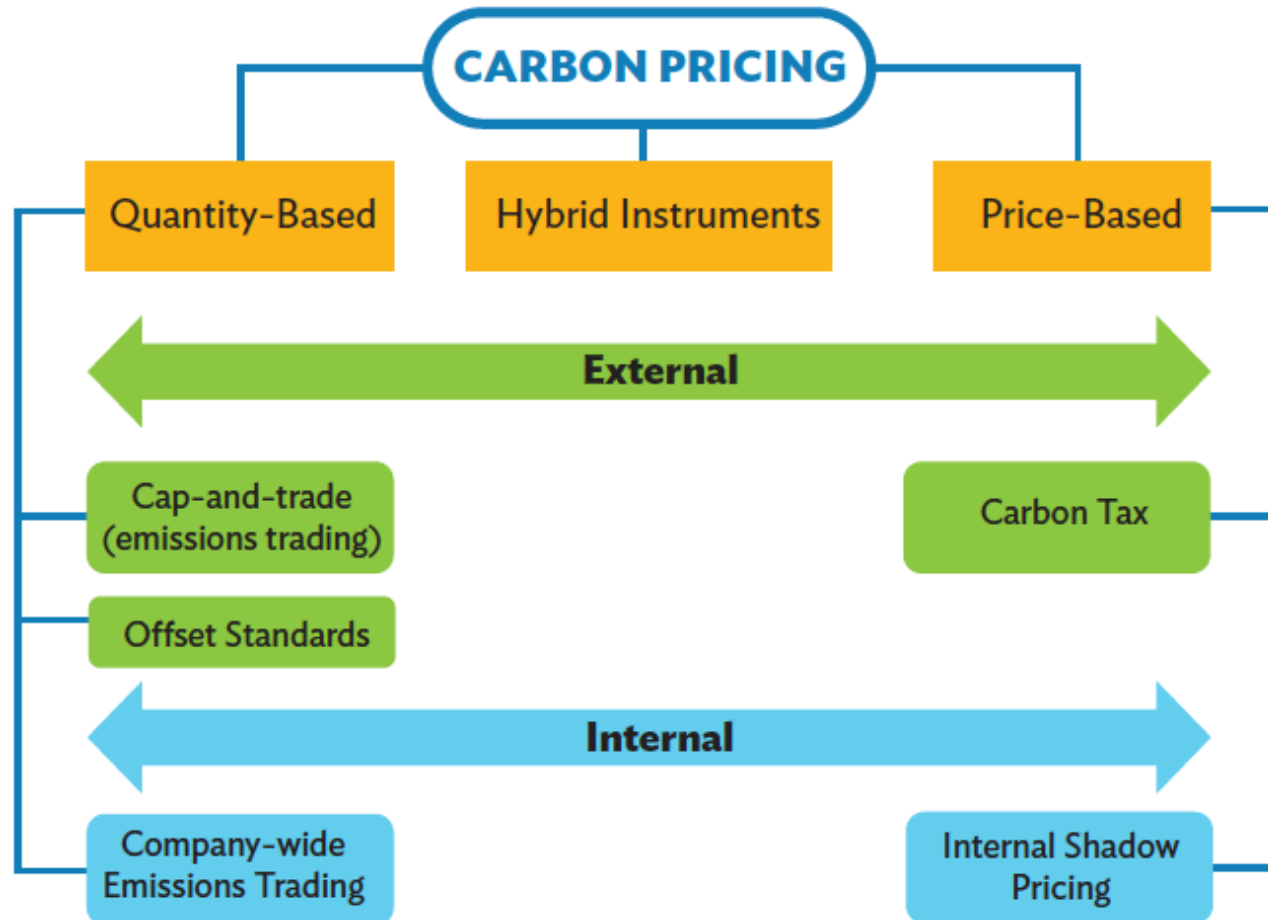 CARBON PRICING
Quantity-Based
Hybrid Instruments
Price-Based
External
Cap-and-trade
(emissions trading)
Carbon Tax
Offset Standards
Internal
Company-wide
Emissions Trading
Internal Shadow
Pricing